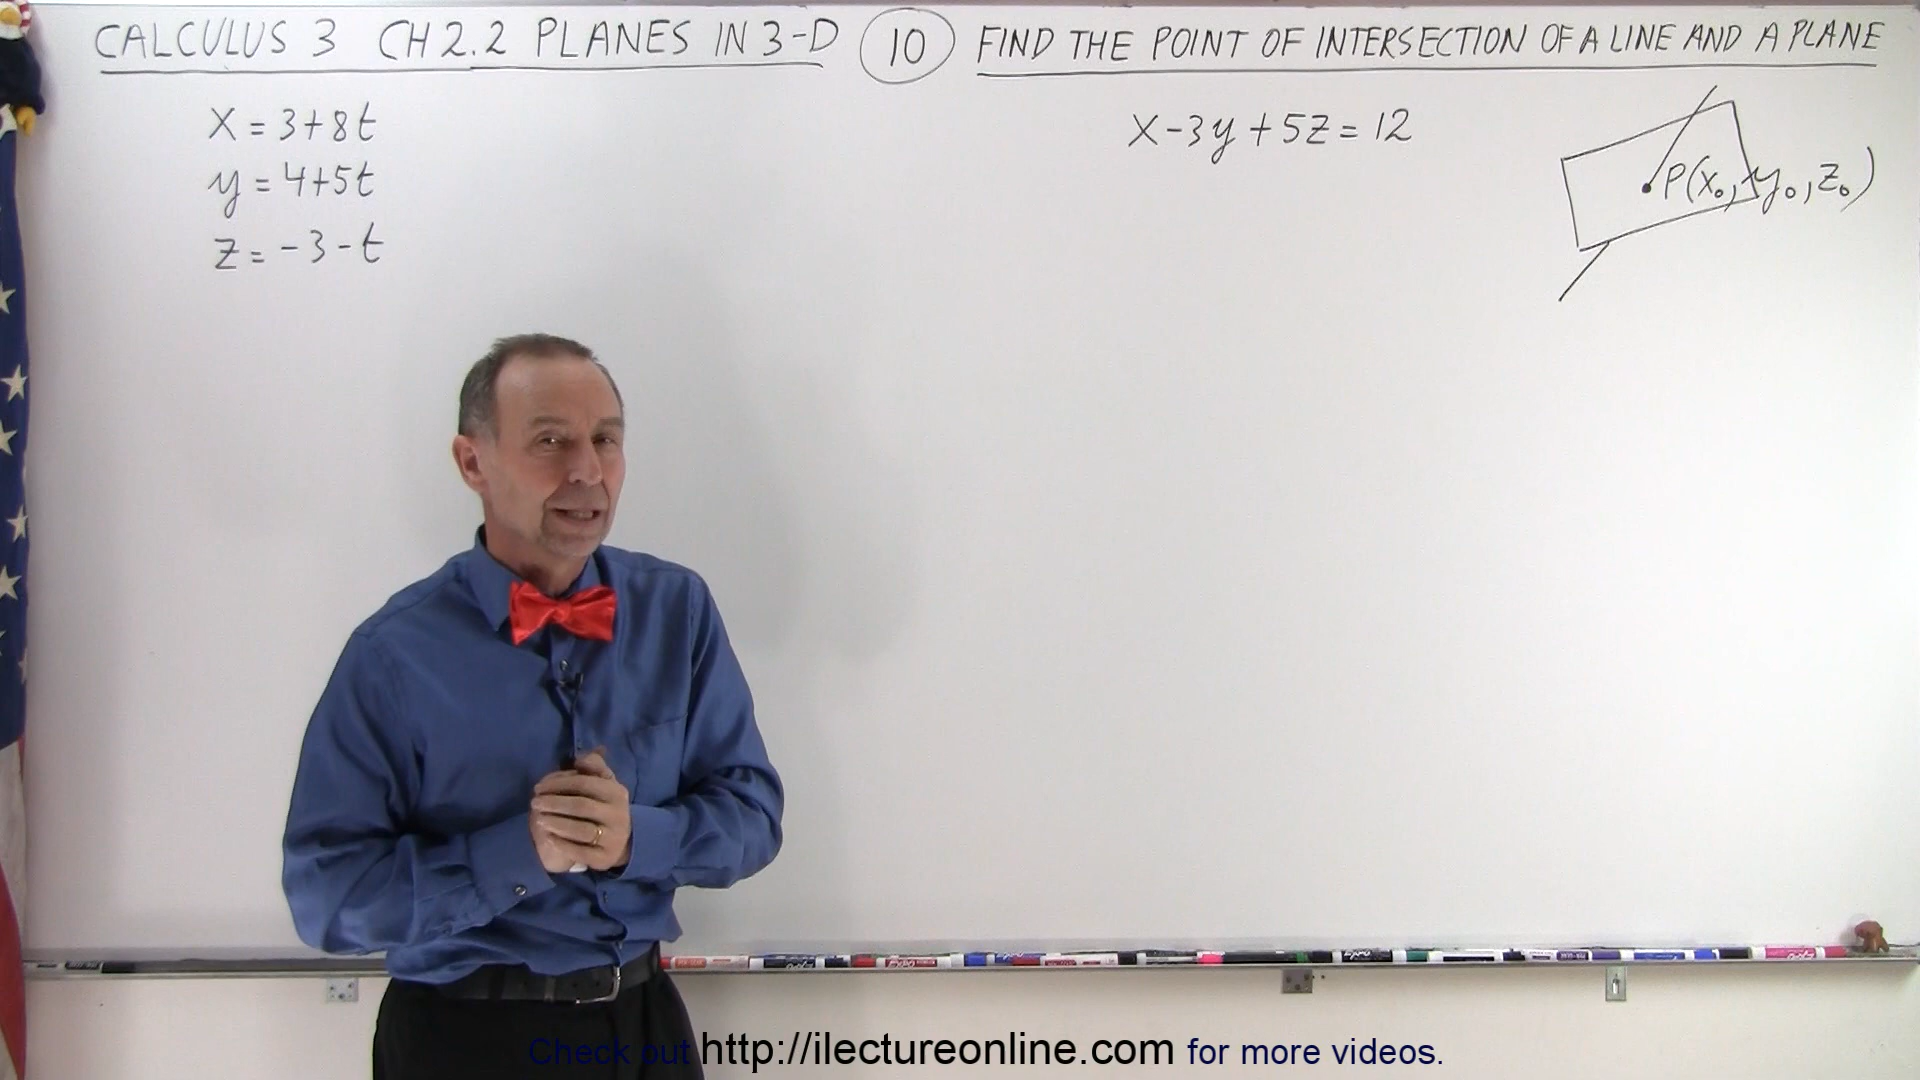 CALCULUS 3 CH 2.2 PLANES IN 3-D 10 FIND THE POINT OF INTERSECTION OF A LINE AND A PLANE
x = 3+8t
y = 4+5t
z = -3-t
x-3y+5z = 12
P(x₀, y₀, z₀)
Check out http://ilectureonline.com for more videos.